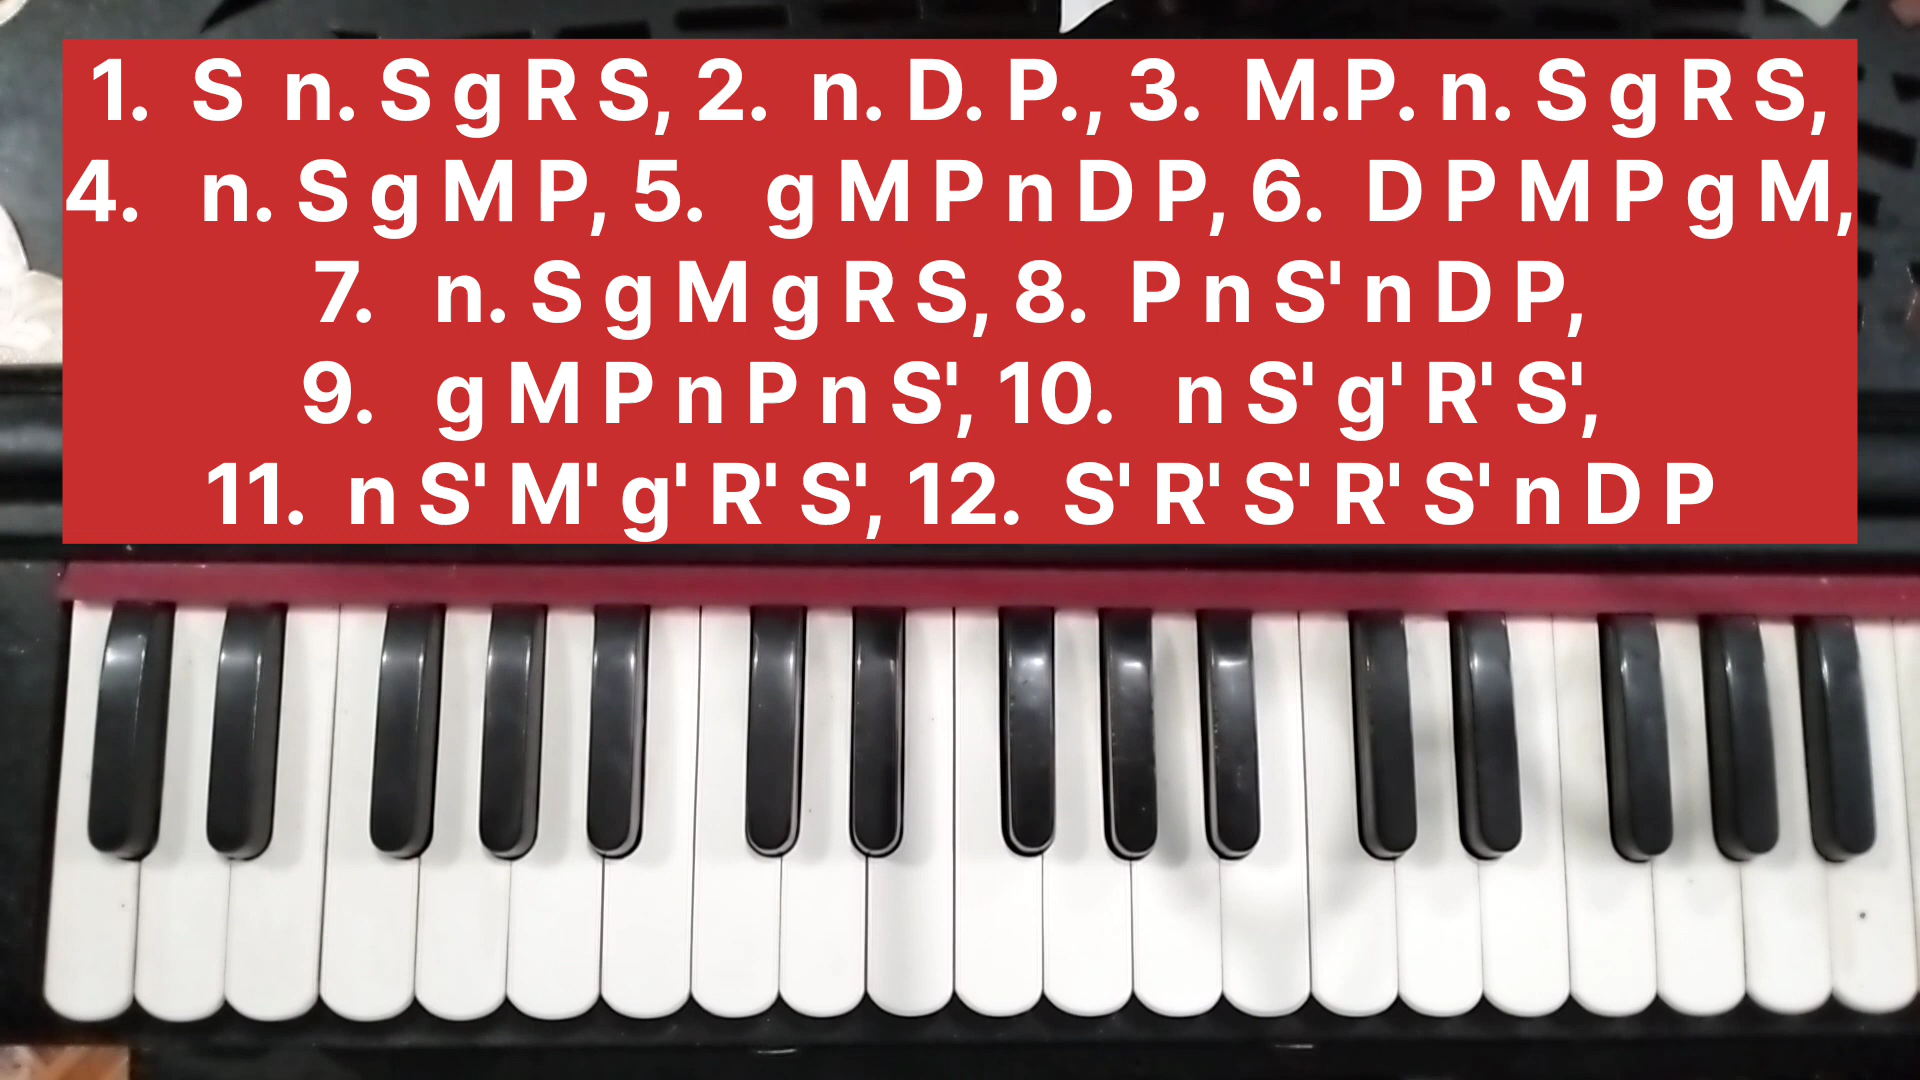 1. S n. S g R S, 2. n. D. P., 3. M.P. n. S g R S,
4. n. S g M P, 5. g M P n D P, 6. D P M P g M,
7. n. S g M g R S, 8. P n S' n D P,
9. g M P n P n S', 10. n S' g' R' S',
11. n S' M' g' R' S', 12. S' R' S' R' S' n D P